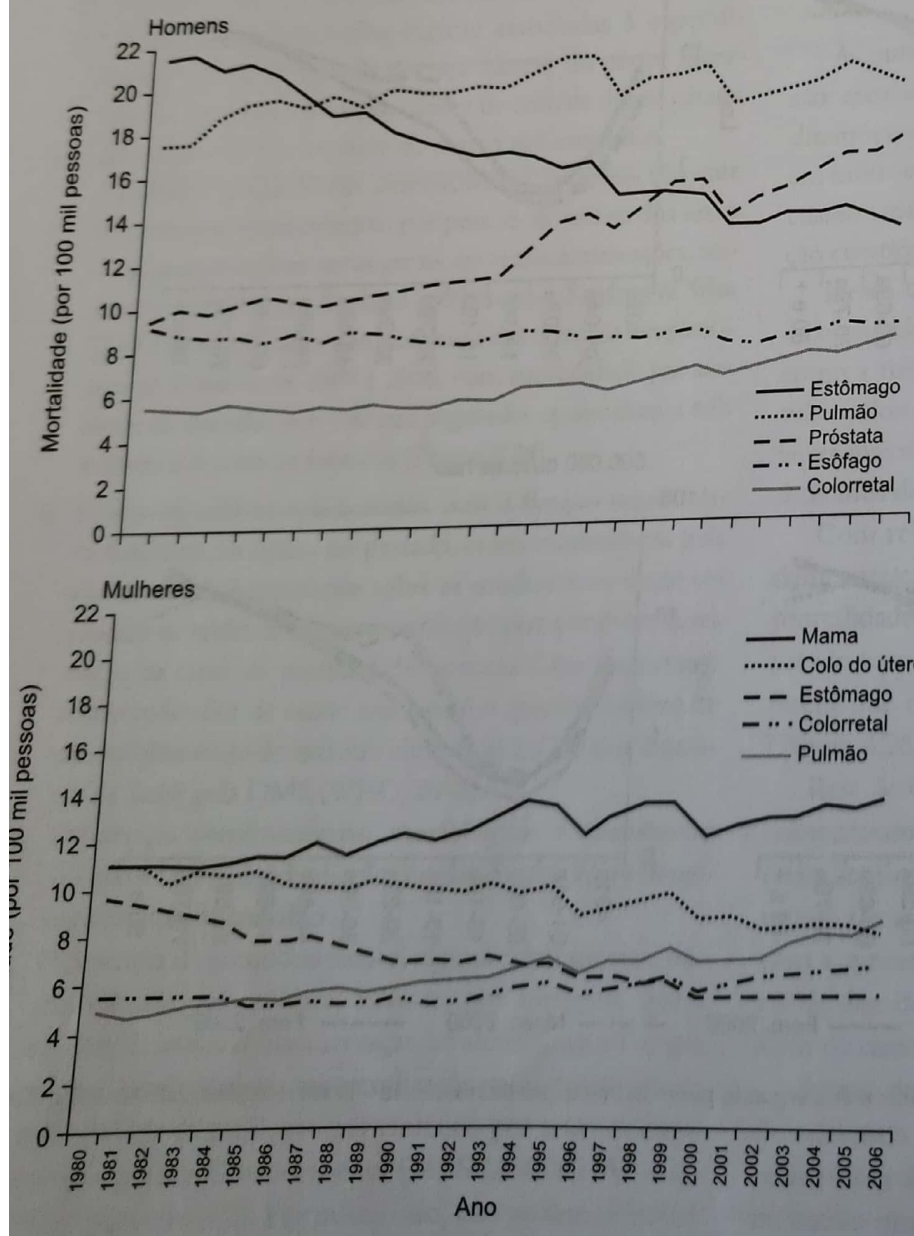 Homens
Mortalidade (por 100 mil pessoas)
22
20
18
16
14
12
10
8
6
4
2
0
Estômago
Pulmão
Próstata
Esôfago
Colorretal
Mulheres
(por 100 mil pessoas)
22
20
18
16
14
12
10
8
6
4
2
0
Mama
Colo do úter
Estômago
Colorretal
Pulmão
1980 1981 1982 1983 1984 1985 1986 1987 1988 1989 1990 1991 1992 1993 1994 1995 1996 1997 1998 1999 2000 2001 2002 2003 2004 2005 2006
Ano